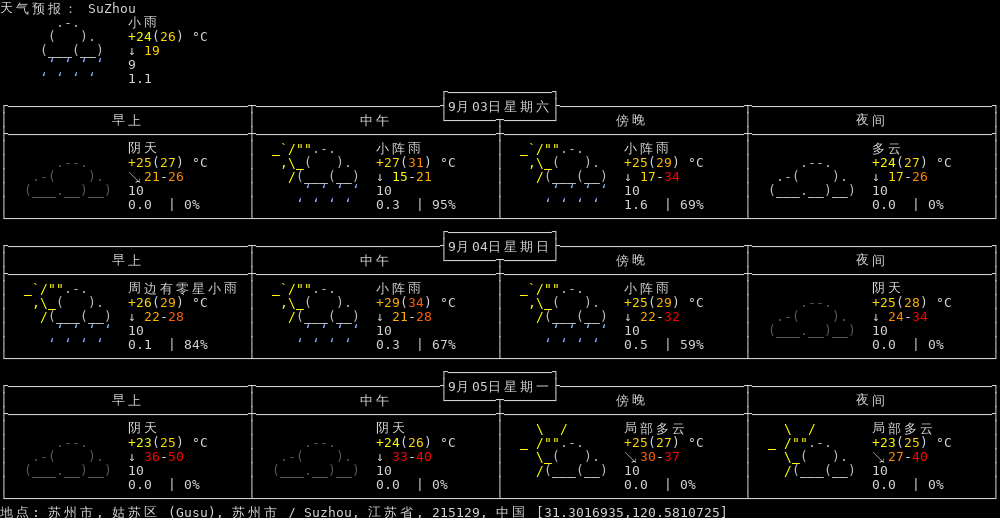 天气预报: SuZhou
小雨
+24(26) °C
↓ 19
9
1.1
9月03日星期六
早上 中午 傍晚 夜间
阴天 小阵雨 小阵雨 多云
+25(27) °C +27(31) °C +25(29) °C +24(27) °C
↘ 21-26 ↓ 15-21 ↓ 17-34 ↓ 17-26
10 10 10 10
0.0 | 0% 0.3 | 95% 1.6 | 69% 0.0 | 0%
9月04日星期日
早上 中午 傍晚 夜间
周边有零星小雨 小阵雨 小阵雨 阴天
+26(29) °C +29(34) °C +25(29) °C +25(28) °C
↓ 22-28 ↓ 21-28 ↓ 22-32 ↓ 24-34
10 10 10 10
0.1 | 84% 0.3 | 67% 0.5 | 59% 0.0 | 0%
9月05日星期一
早上 中午 傍晚 夜间
阴天 阴天 局部多云 局部多云
+23(25) °C +24(26) °C +25(27) °C +23(25) °C
↓ 36-50 ↓ 33-40 ↘ 30-37 ↘ 27-40
10 10 10 10
0.0 | 0% 0.0 | 0% 0.0 | 0% 0.0 | 0%
地点: 苏州市, 姑苏区 (Gusu), 苏州市 / Suzhou, 江苏省, 215129, 中国 [31.3016935,120.5810725]